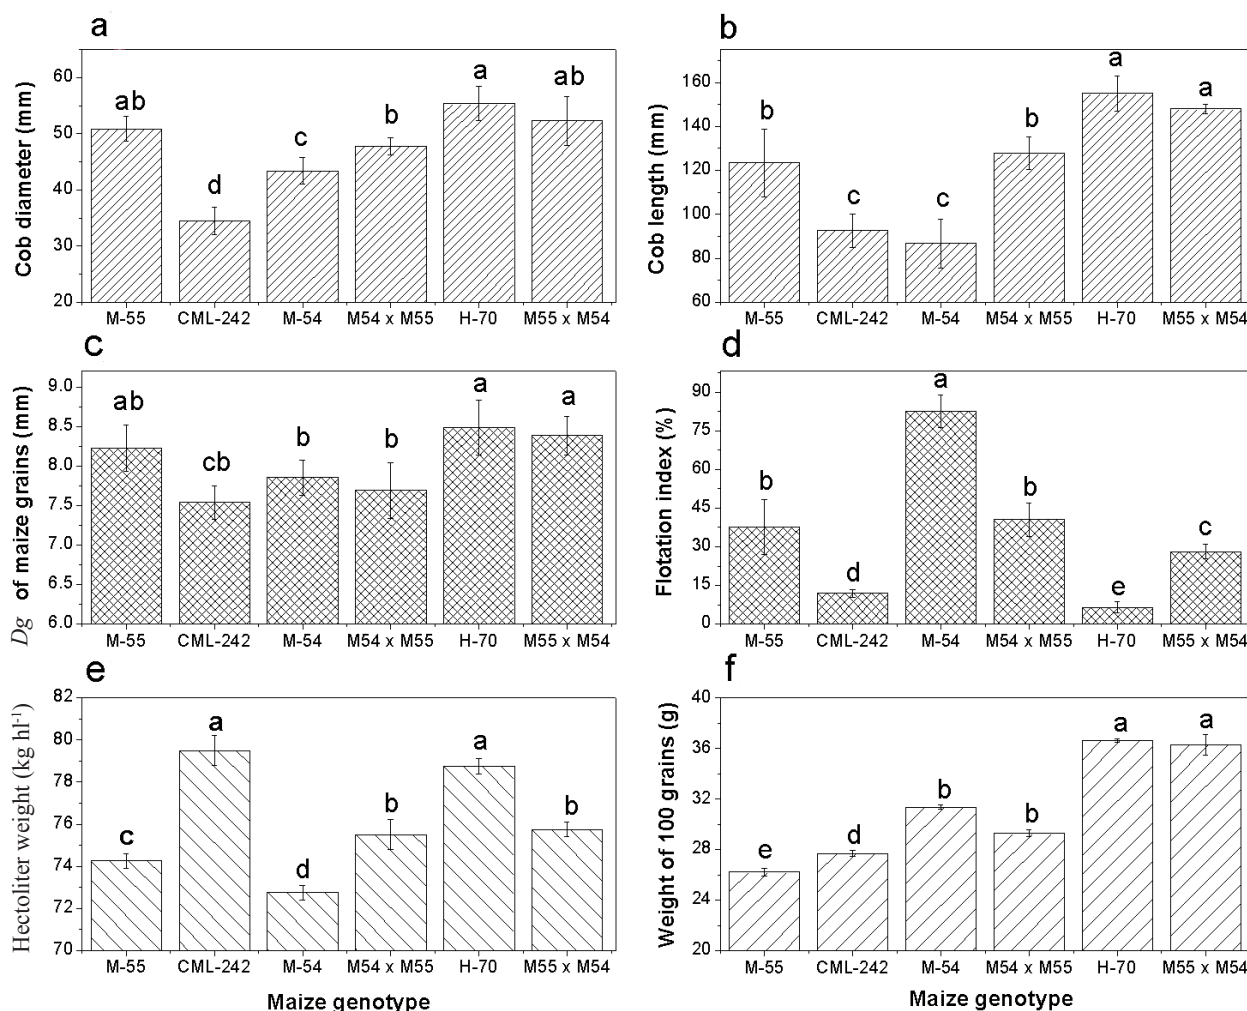 a
Cob diameter (mm)
60
50
40
30
20
ab
d
c
b
a
ab
M-55 CML-242 M-54 M54 x M55 H-70 M55 x M54
b
Cob length (mm)
160
140
120
100
80
60
b
c
c
b
a
a
M-55 CML-242 M-54 M54 x M55 H-70 M55 x M54
c
Dg of maize grains (mm)
9.0
8.5
8.0
7.5
7.0
6.5
6.0
ab
cb
b
b
a
a
M-55 CML-242 M-54 M54 x M55 H-70 M55 x M54
d
Flotation index (%)
90
75
60
45
30
15
0
b
d
a
b
e
c
M-55 CML-242 M-54 M54 x M55 H-70 M55 x M54
e
Hectoliter weight (kg hl⁻¹)
82
80
78
76
74
72
70
c
a
d
b
a
b
M-55 CML-242 M-54 M54 x M55 H-70 M55 x M54
Maize genotype
f
Weight of 100 grains (g)
40
36
32
28
24
20
e
d
b
b
a
a
M-55 CML-242 M-54 M54 x M55 H-70 M55 x M54
Maize genotype